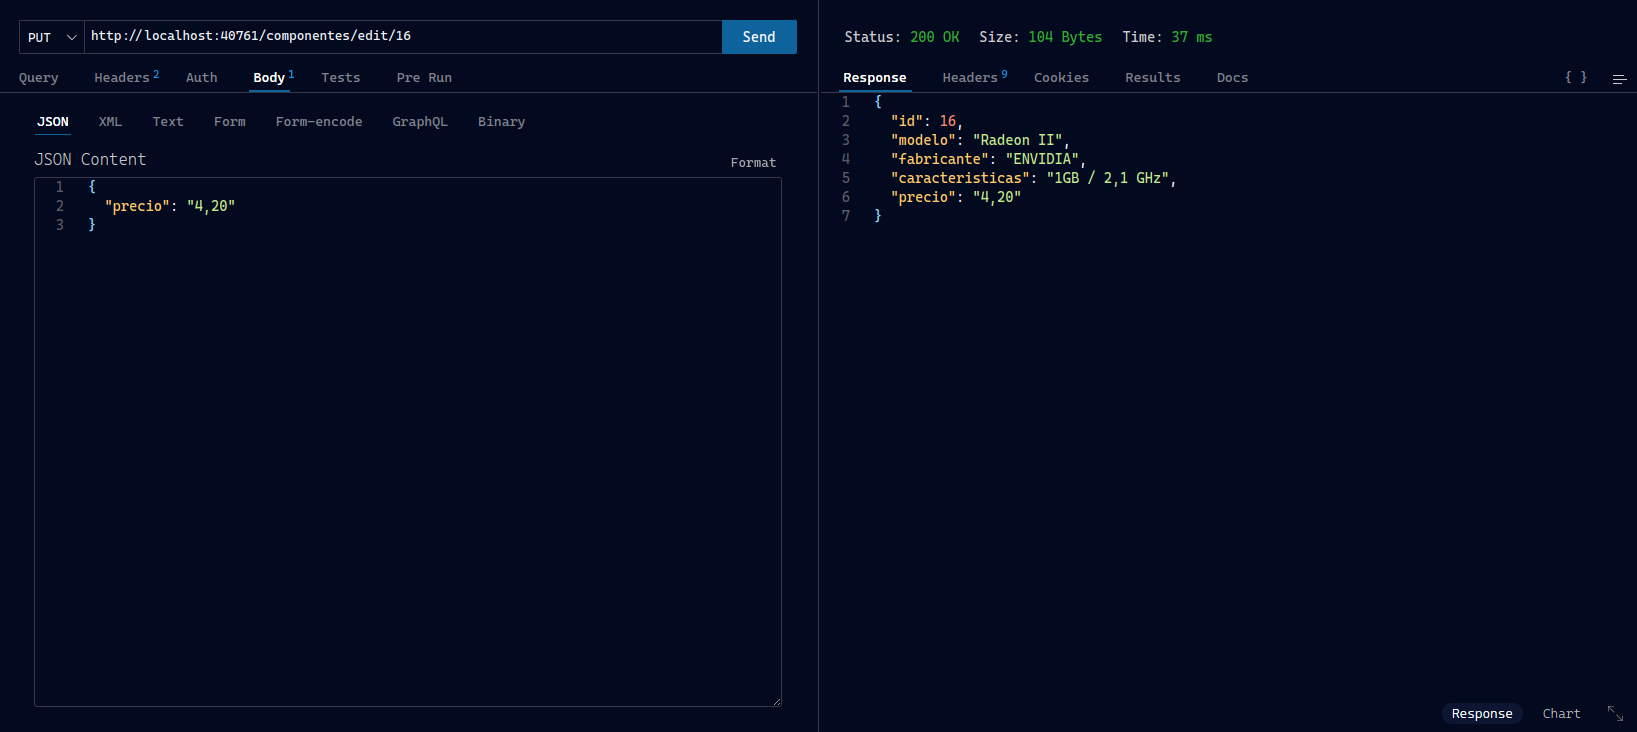 PUT http://localhost:40761/componentes/edit/16 Send
Query Headers 2 Auth Body 1 Tests Pre Run
JSON XML Text Form Form-encode GraphQL Binary
JSON Content Format
1 {
2 "precio": "4,20"
3 }
Status: 200 OK Size: 104 Bytes Time: 37 ms
Response Headers 9 Cookies Results Docs { }
1 {
2 "id": 16,
3 "modelo": "Radeon II",
4 "fabricante": "ENVIDIA",
5 "caracteristicas": "1GB / 2,1 GHz",
6 "precio": "4,20"
7 }
Response Chart